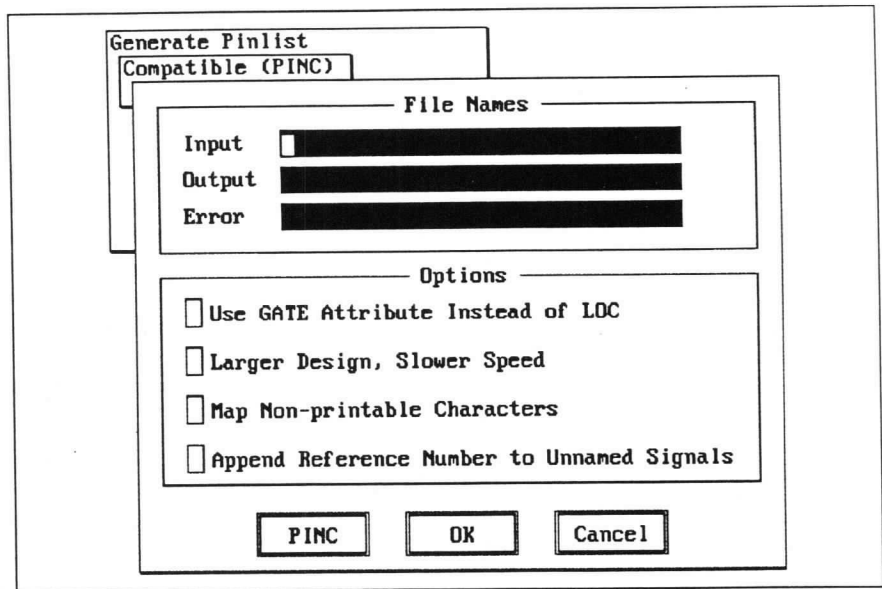 Generate Pinlist
Compatible (PINC)
File Names
Input
Output
Error
Options
Use GATE Attribute Instead of LOC
Larger Design, Slower Speed
Map Non-printable Characters
Append Reference Number to Unnamed Signals
PINC OK Cancel